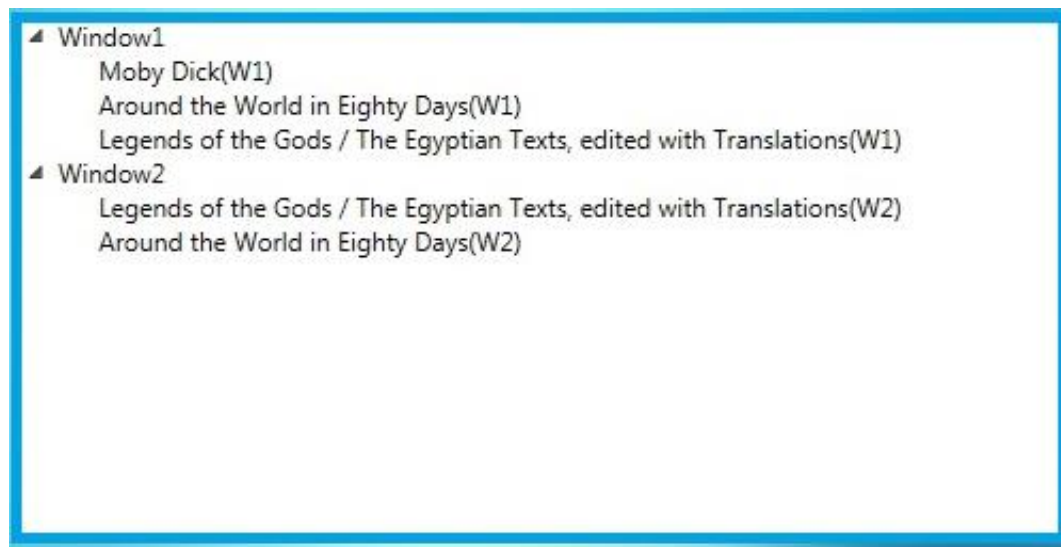 Window1
Moby Dick(W1)
Around the World in Eighty Days(W1)
Legends of the Gods / The Egyptian Texts, edited with Translations(W1)
Window2
Legends of the Gods / The Egyptian Texts, edited with Translations(W2)
Around the World in Eighty Days(W2)